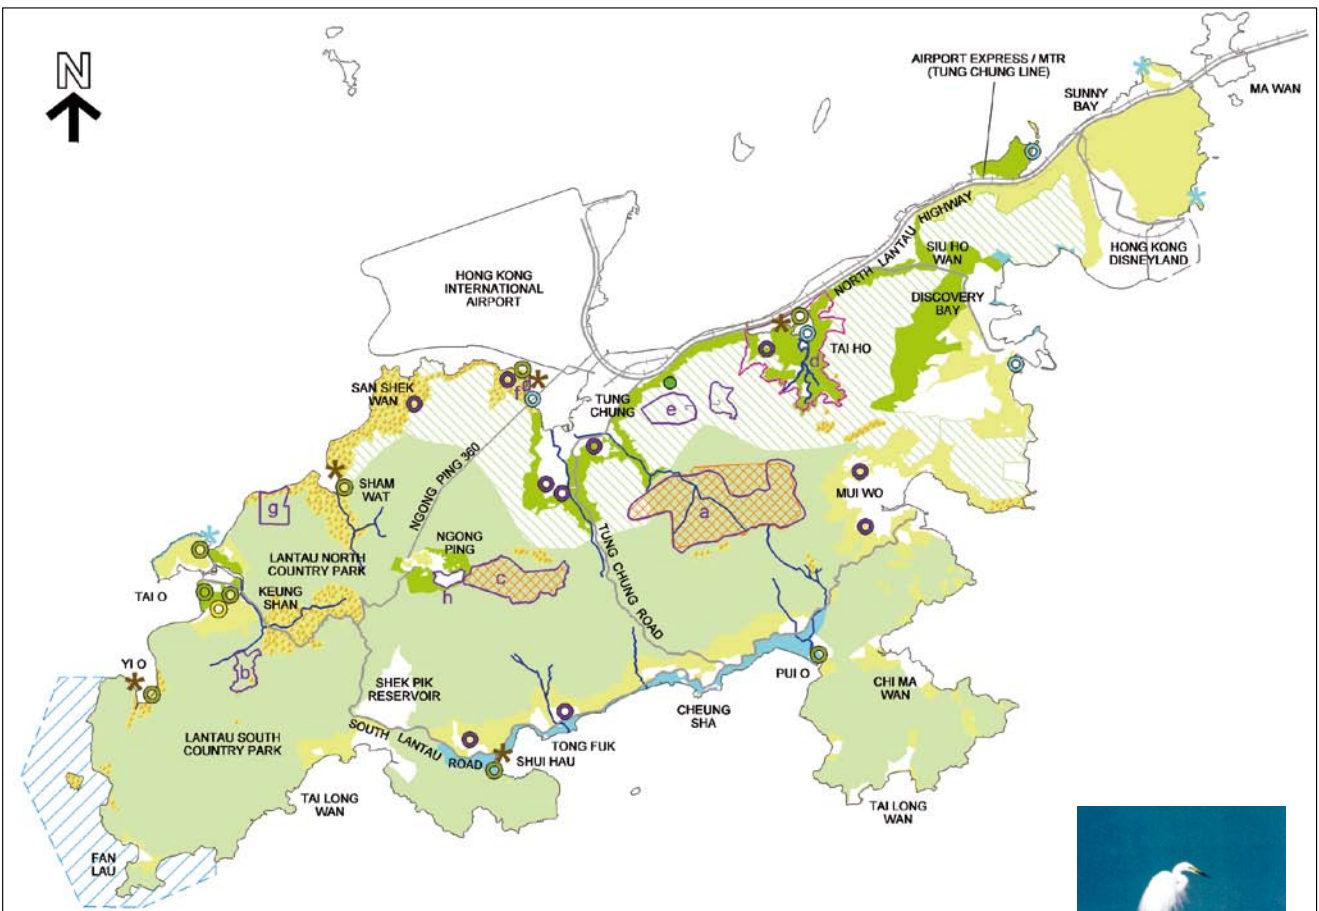 N
AIRPORT EXPRESS / MTR
(TUNG CHUNG LINE)
SUNNY
BAY
MA WAN
NORTH LANTAU HIGHWAY
SIU HO
WAN
HONG KONG
DISNEYLAND
HONG KONG
INTERNATIONAL
AIRPORT
DISCOVERY
BAY
TAI HO
d
SAN SHEK
WAN
f
TUNG
CHUNG
e
NGONG PING 360
SHAM
WAT
MUI WO
g
a
NGONG
PING
TUNG CHUNG ROAD
LANTAU NORTH
COUNTRY PARK
c
h
TAI O
KEUNG
SHAN
YI O
b
SHEK PIK
RESERVOIR
PUI O
CHI MA
WAN
CHEUNG
SHA
LANTAU SOUTH
COUNTRY PARK
SOUTH LANTAU ROAD
TONG FUK
SHUI HAU
TAI LONG
WAN
TAI LONG
WAN
FAN
LAU